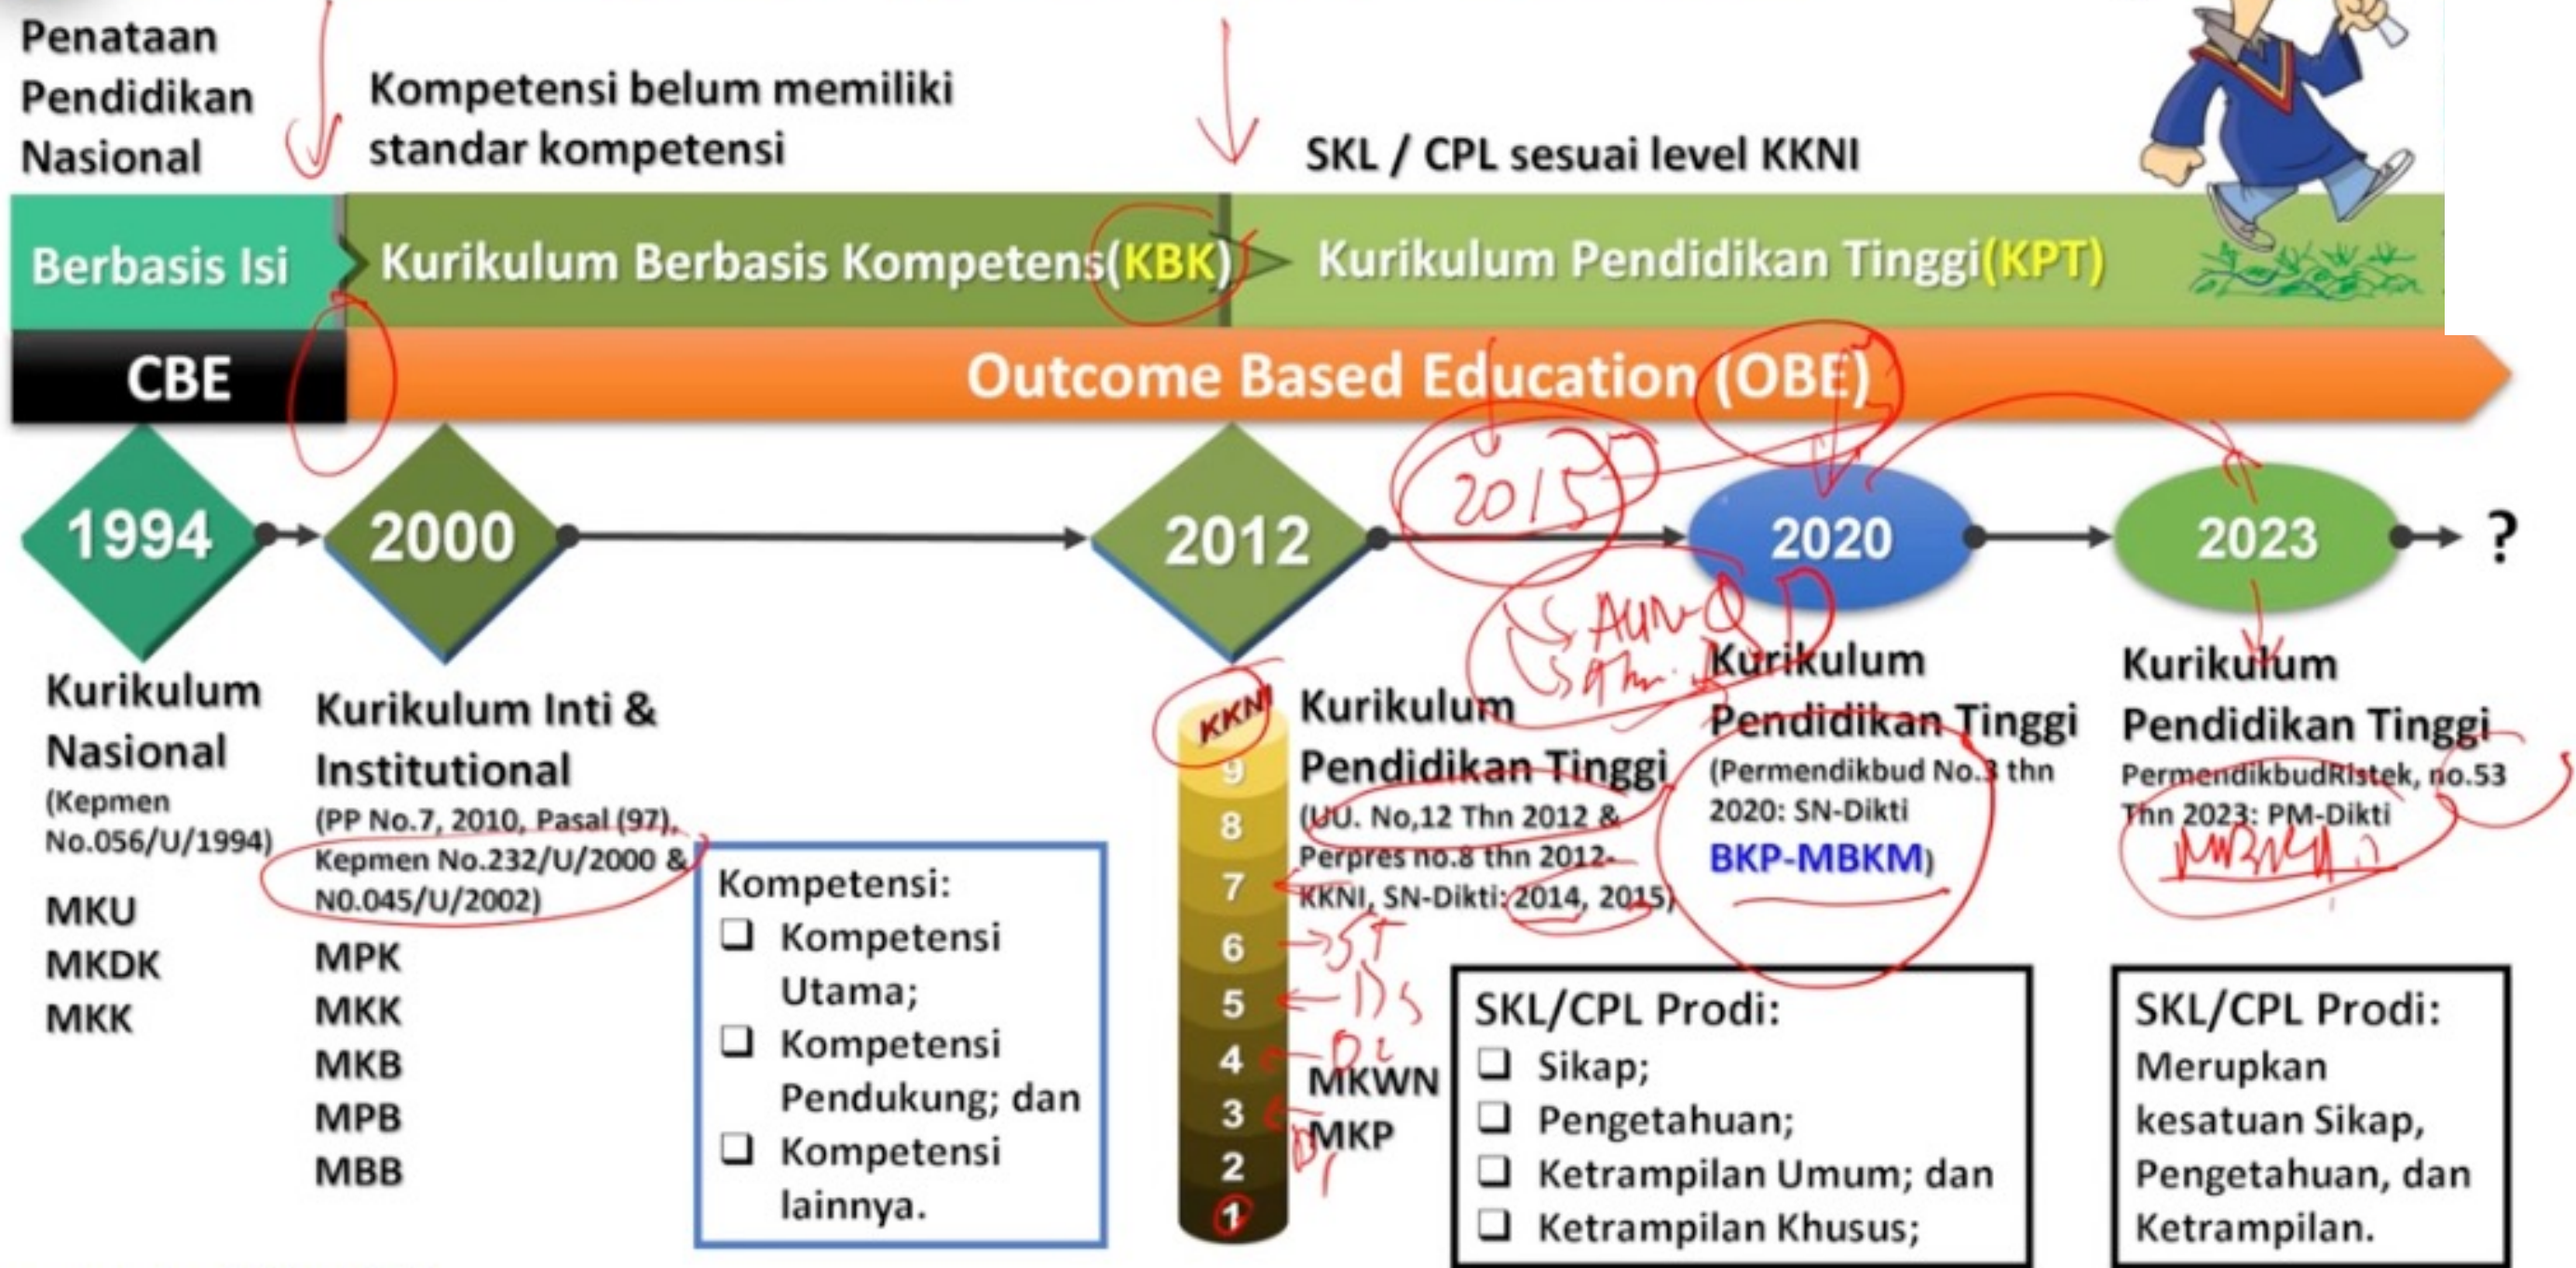 Penataan
Pendidikan
Nasional
Kompetensi belum memiliki
standar kompetensi
SKL / CPL sesuai level KKNI
Berbasis Isi
Kurikulum Berbasis Kompetens(KBK)
Kurikulum Pendidikan Tinggi(KPT)
CBE
Outcome Based Education (OBE)
1994
2000
2012
2015
2020
2023
?
Kurikulum
Nasional
(Kepmen
No.056/U/1994)
MKU
MKDK
MKK
Kurikulum Inti &
Institutional
(PP No.7, 2010, Pasal (97),
Kepmen No.232/U/2000 &
N0.045/U/2002)
MPK
MKK
MKB
MPB
MBB
Kompetensi:
Kompetensi
Utama;
Kompetensi
Pendukung; dan
Kompetensi
lainnya.
KKNI
9
8
7
6
5
4
3
2
1
Kurikulum
Pendidikan Tinggi
(UU. No,12 Thn 2012 &
Perpres no.8 thn 2012-
KKNI, SN-Dikti: 2014, 2015)
MKWN
MKP
AUN-Q
Kurikulum
Pendidikan Tinggi
(Permendikbud No.3 thn
2020: SN-Dikti
BKP-MBKM)
SKL/CPL Prodi:
Sikap;
Pengetahuan;
Ketrampilan Umum; dan
Ketrampilan Khusus;
Kurikulum
Pendidikan Tinggi
PermendikbudRistek, no.53
Thn 2023: PM-Dikti
MBKM
SKL/CPL Prodi:
Merupkan
kesatuan Sikap,
Pengetahuan, dan
Ketrampilan.